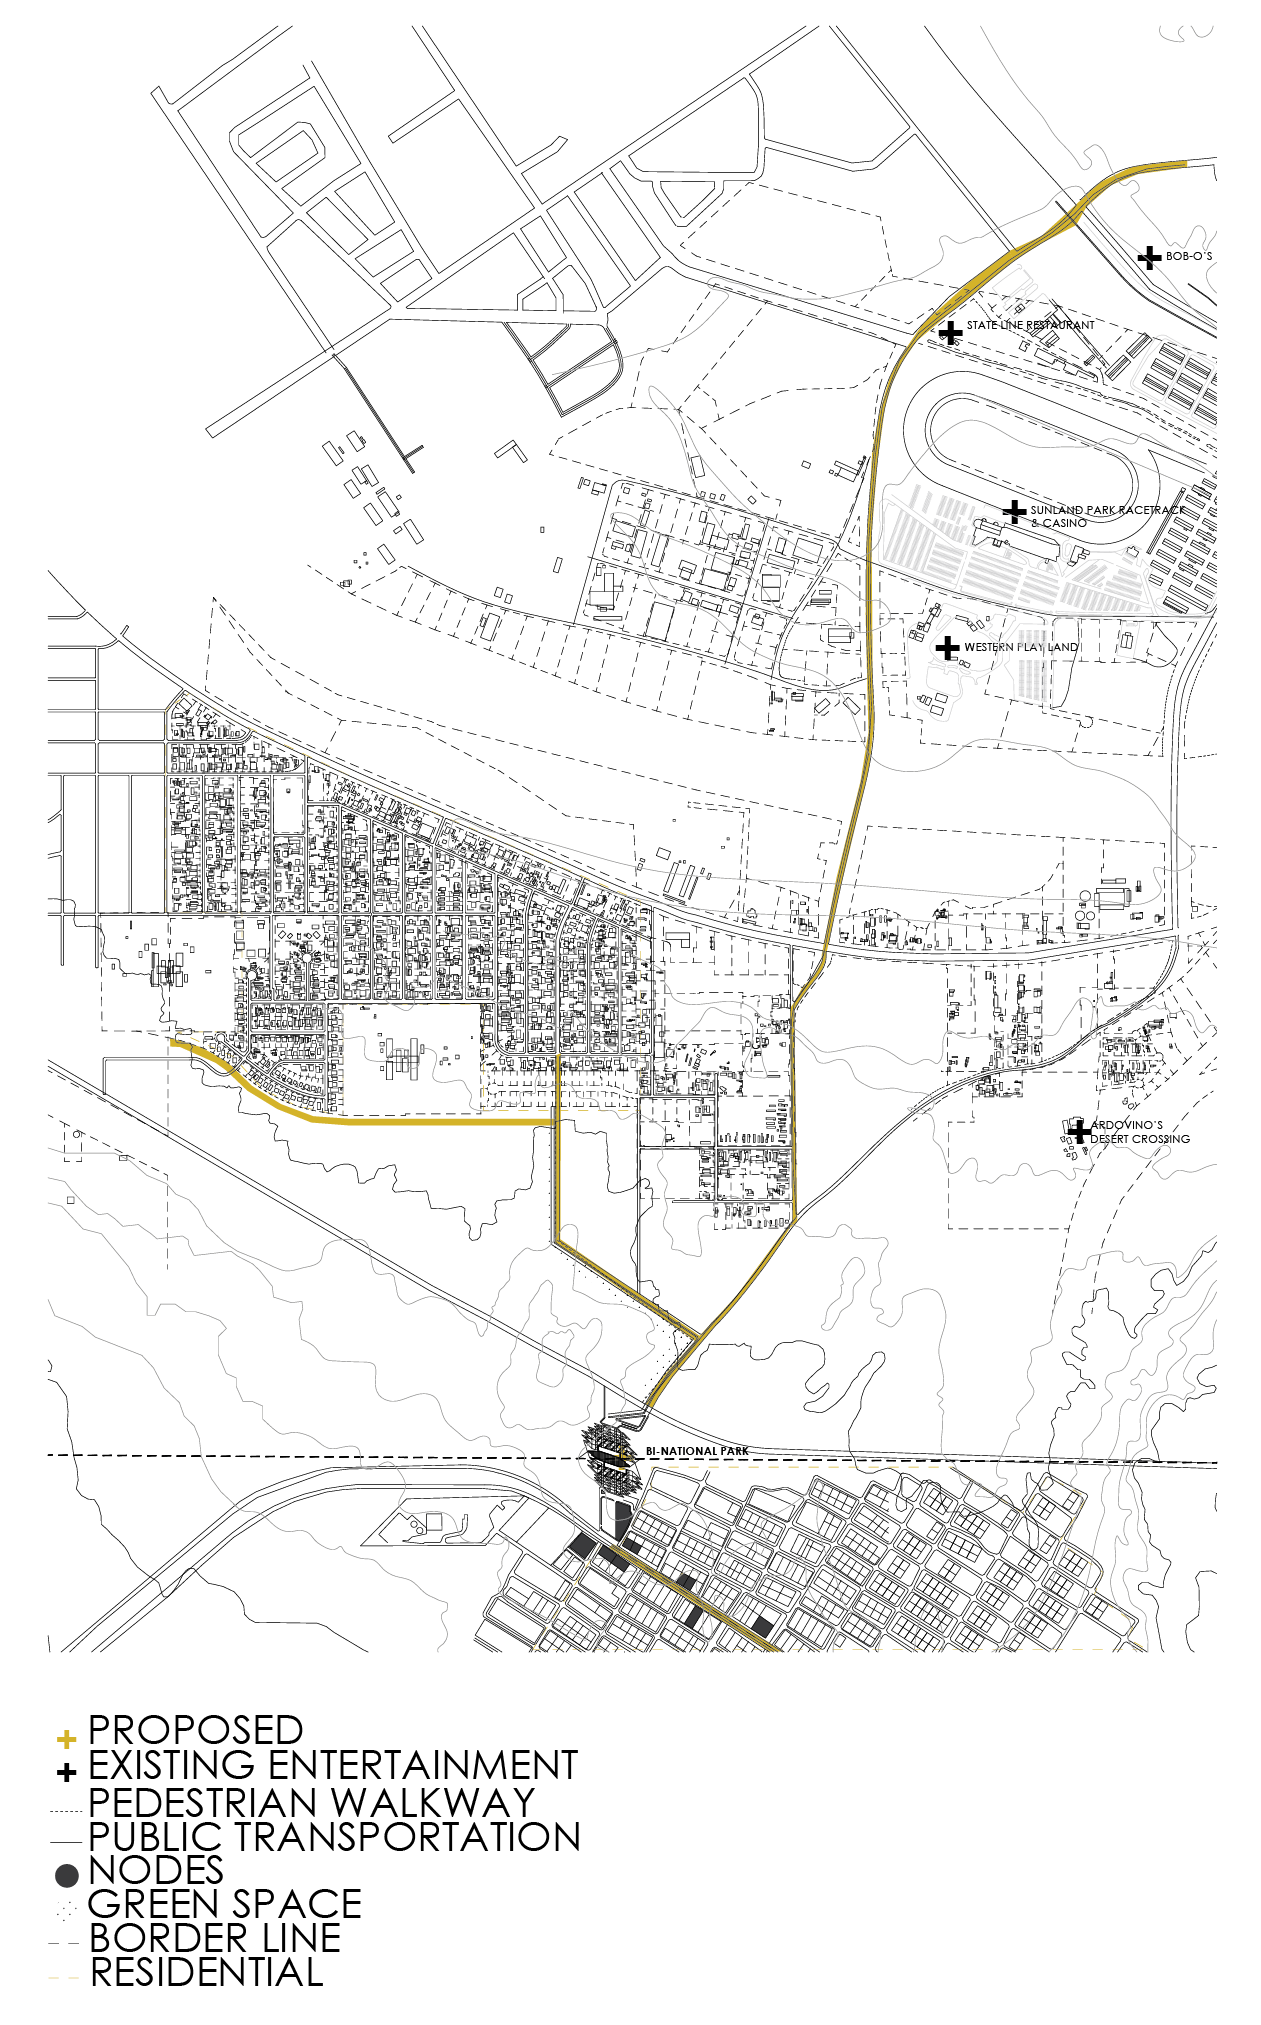 BOB-O'S
STATE LINE RESTAURANT
SUNLAND PARK RACETRACK
& CASINO
WESTERN PLAY LAND
ARDOVINO'S
DESERT CROSSING
BI-NATIONAL PARK
PROPOSED
EXISTING ENTERTAINMENT
PEDESTRIAN WALKWAY
PUBLIC TRANSPORTATION
NODES
GREEN SPACE
BORDER LINE
RESIDENTIAL